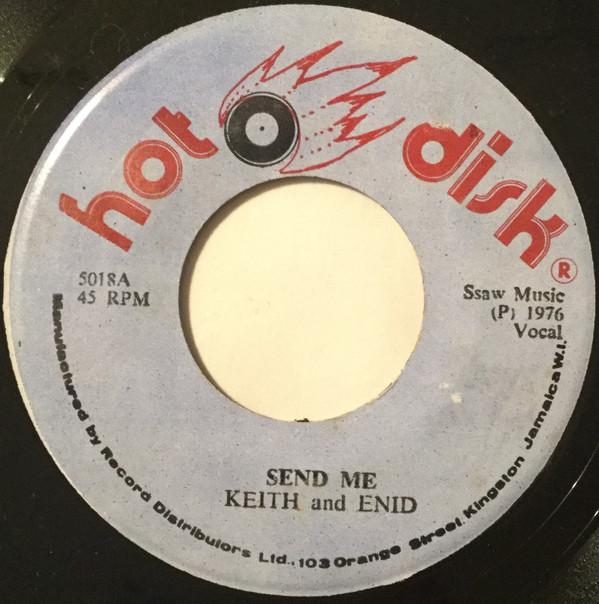 hot disk ®
5018A
45 RPM
Ssaw Music
(P) 1976
Vocal
SEND ME
KEITH and ENID
Manufactured by Record Distributors Ltd., 103 Orange Street, Kingston Jamaica W.I.